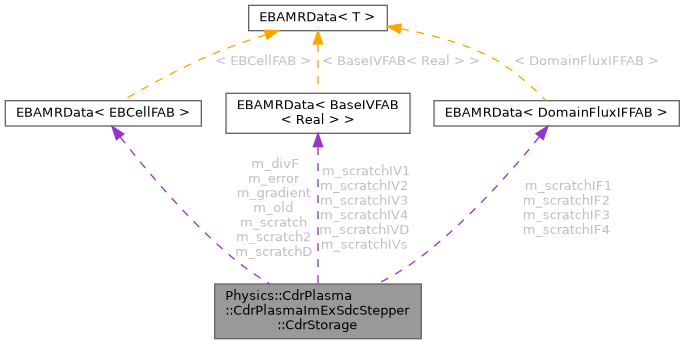 EBAMRData< T >
< EBCellFAB >
< BaseIVFAB< Real > >
< DomainFluxIFFAB >
EBAMRData< EBCellFAB >
EBAMRData< BaseIVFAB
< Real > >
EBAMRData< DomainFluxIFFAB >
m_divF
m_error
m_gradient
m_old
m_scratch
m_scratch2
m_scratchD
m_scratchIV1
m_scratchIV2
m_scratchIV3
m_scratchIV4
m_scratchIVD
m_scratchIVs
m_scratchIF1
m_scratchIF2
m_scratchIF3
m_scratchIF4
Physics::CdrPlasma
::CdrPlasmaImExSdcStepper
::CdrStorage